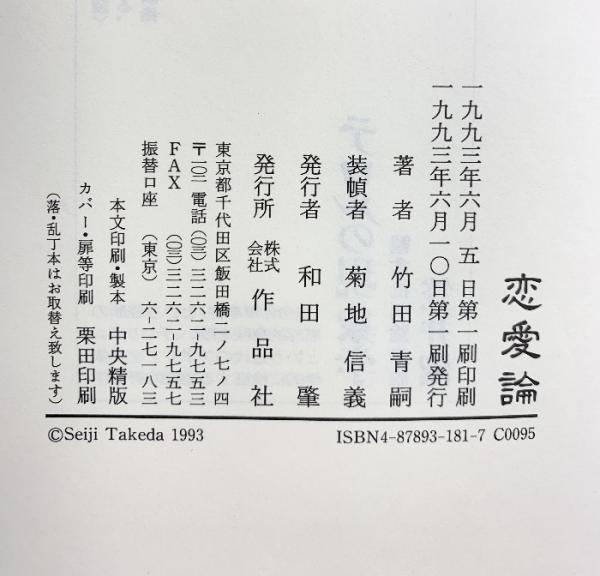 恋愛論
一九九三年六月　五　日第一刷印刷
一九九三年六月一〇日第一刷発行
著　者　竹田青嗣
装幀者　菊地信義
発行者　和田　肇
発行所　株式会社　作品社
東京都千代田区飯田橋二ノ七ノ四
〒一〇二　電話(〇三)三二六二-九七五三
FAX　(〇三)三二六二-九七五七
振替口座　(東京)　六-二七一八三
本文印刷・製本　中央精版
カバー・扉等印刷　栗田印刷
(落・乱丁本はお取替え致します)
©Seiji Takeda 1993
ISBN4-87893-181-7 C0095